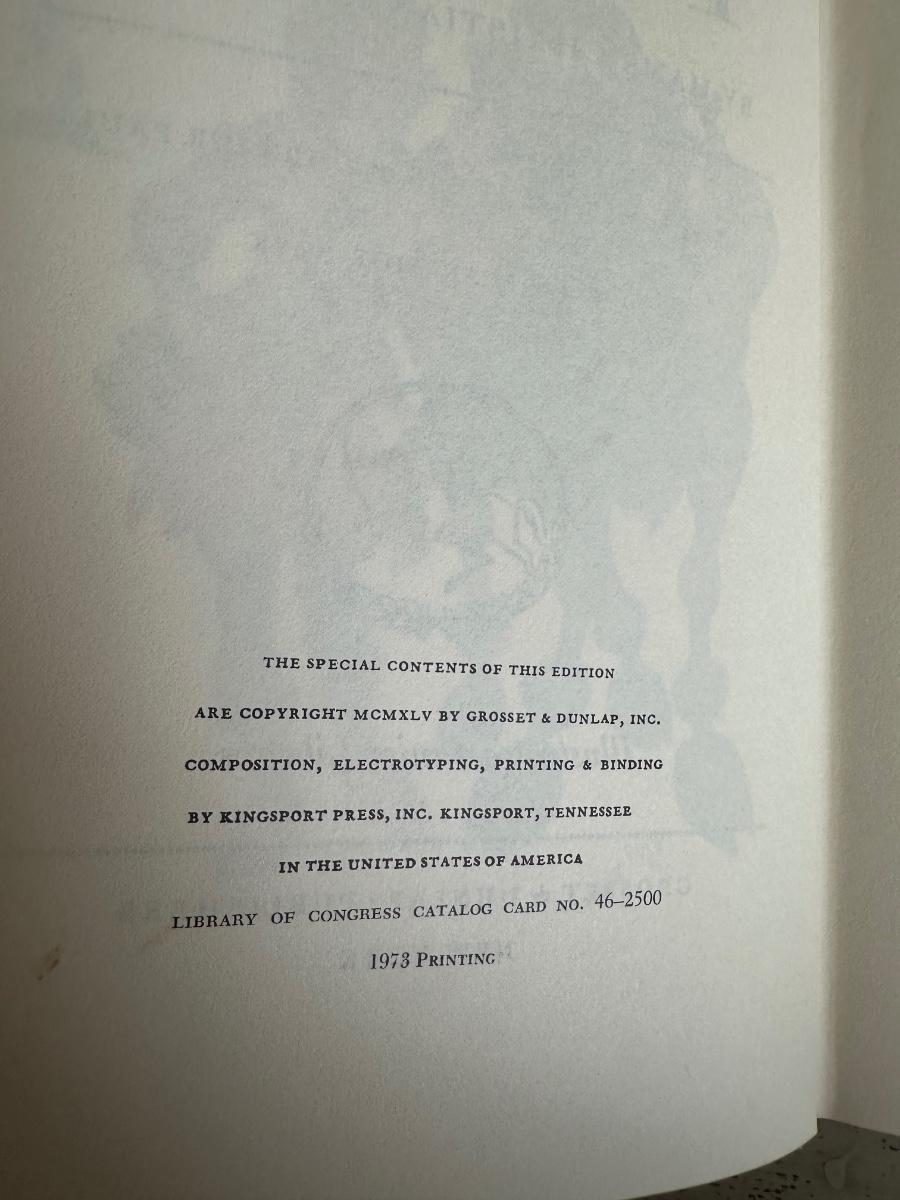 THE SPECIAL CONTENTS OF THIS EDITION
ARE COPYRIGHT MCMXLV BY GROSSET & DUNLAP, INC.
COMPOSITION, ELECTROTYPING, PRINTING & BINDING
BY KINGSPORT PRESS, INC. KINGSPORT, TENNESSEE
IN THE UNITED STATES OF AMERICA
LIBRARY OF CONGRESS CATALOG CARD NO. 46–2500
1973 PRINTING